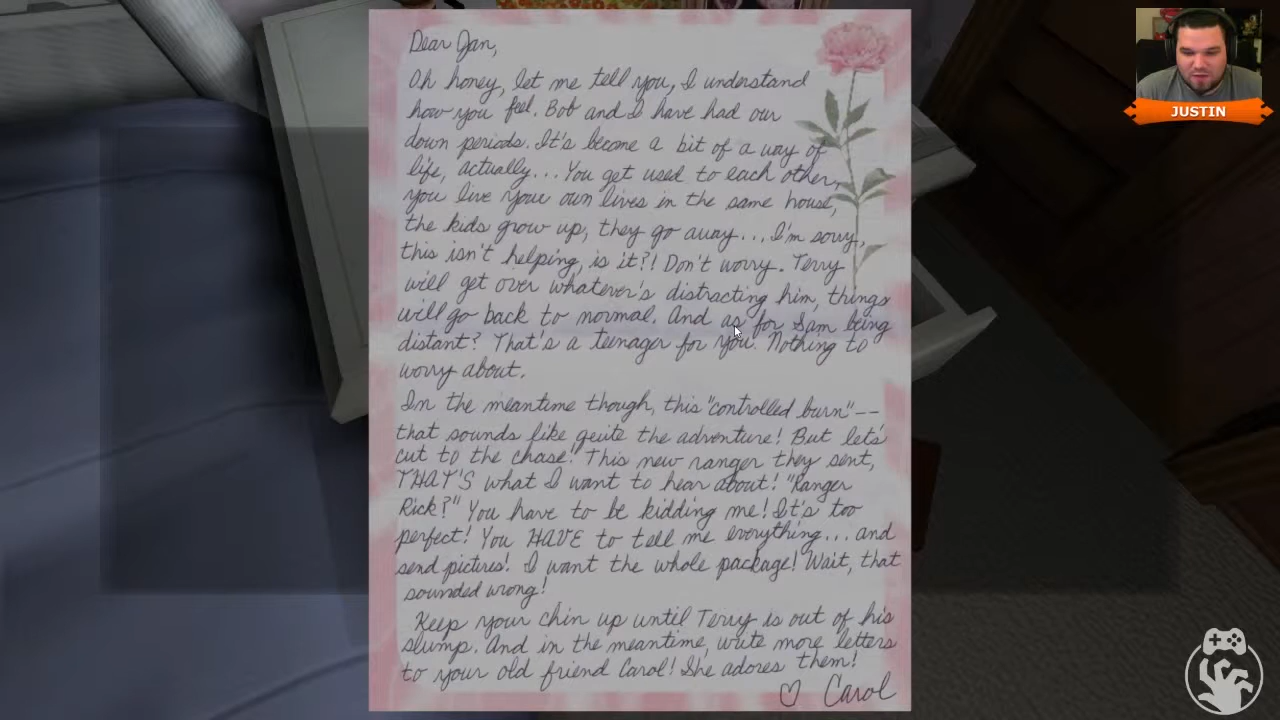 Dear Jan,
Oh honey, let me tell you, I understand
how you feel. Bob and I have had our
down periods. It's become a bit of a way of
life, actually... You get used to each other,
you live your own lives in the same house,
the kids grow up, they go away... I'm sorry,
this isn't helping, is it?! Don't worry. Terry
will get over whatever's distracting him, things
will go back to normal. And as for Sam being
distant? That's a teenager for you. Nothing to
worry about.
In the meantime though, this "controlled burn"--
that sounds like quite the adventure! But let's
cut to the chase! This new ranger they sent,
THAT'S what I want to hear about! "Ranger
Rick?" You have to be kidding me! It's too
perfect! You HAVE to tell me everything... and
send pictures! I want the whole package! Wait, that
sounded wrong!
Keep your chin up until Terry is out of his
slump. And in the meantime, write more letters
to your old friend Carol! She adores them!
♡ Carol
JUSTIN